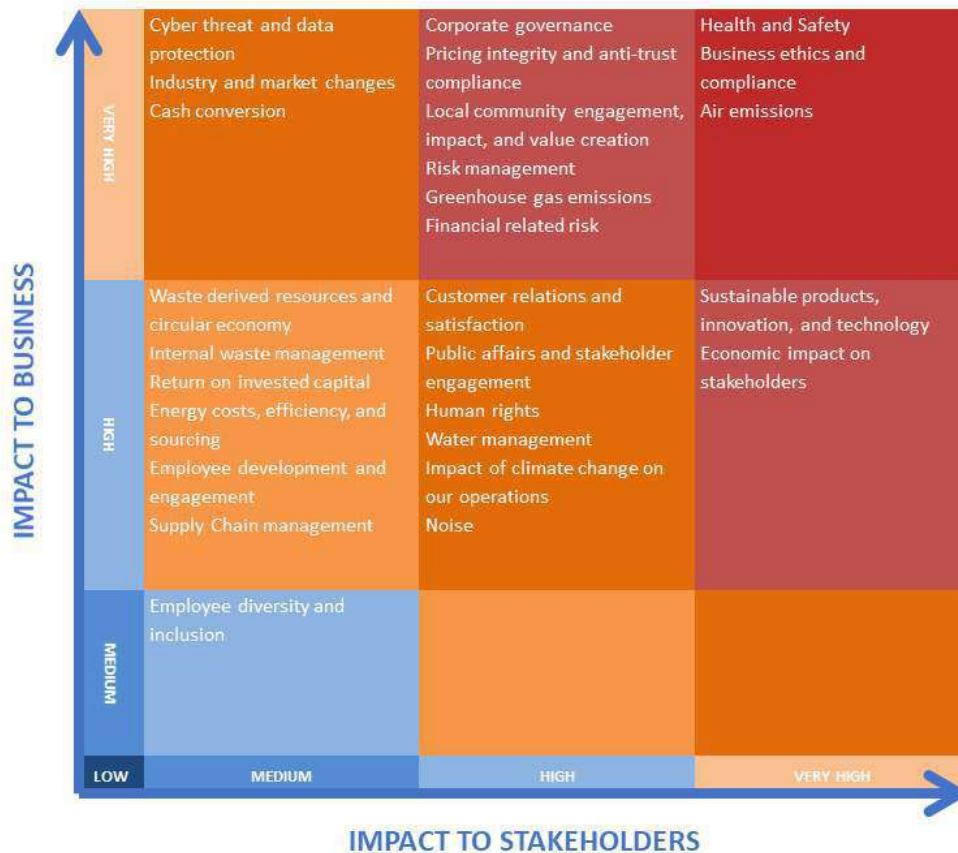 IMPACT TO BUSINESS
VERY HIGH
Cyber threat and data
protection
Industry and market changes
Cash conversion
Corporate governance
Pricing integrity and anti-trust
compliance
Local community engagement,
impact, and value creation
Risk management
Greenhouse gas emissions
Financial related risk
Health and Safety
Business ethics and
compliance
Air emissions
HIGH
Waste derived resources and
circular economy
Internal waste management
Return on invested capital
Energy costs, efficiency, and
sourcing
Employee development and
engagement
Supply Chain management
Customer relations and
satisfaction
Public affairs and stakeholder
engagement
Human rights
Water management
Impact of climate change on
our operations
Noise
Sustainable products,
innovation, and technology
Economic impact on
stakeholders
MEDIUM
Employee diversity and
inclusion
LOW
MEDIUM
HIGH
VERY HIGH
IMPACT TO STAKEHOLDERS